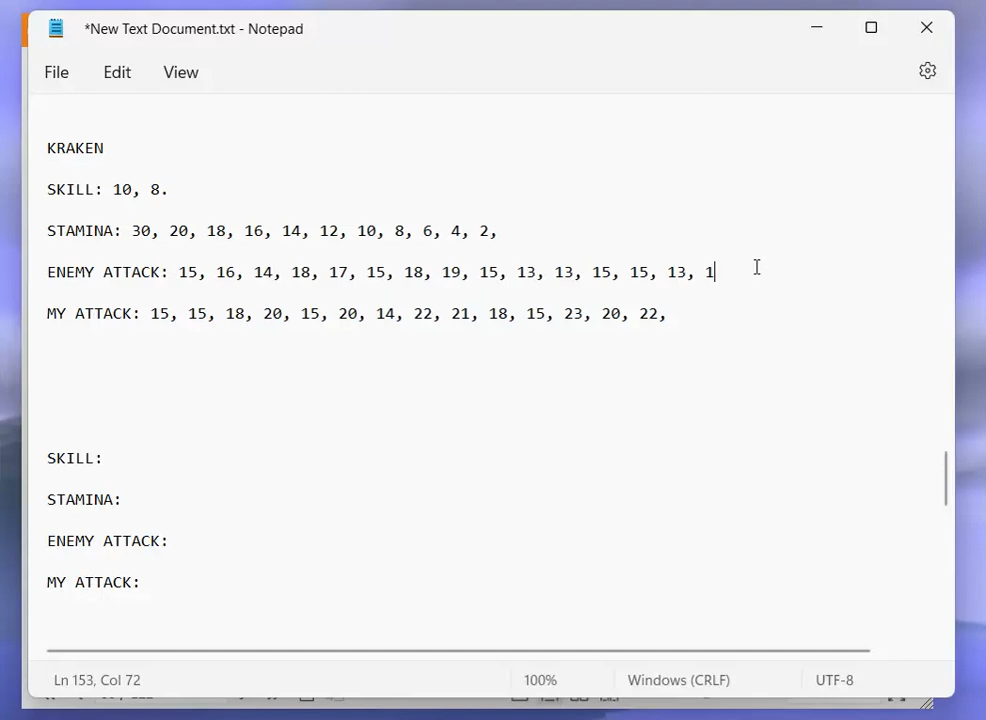 *New Text Document.txt - Notepad
File Edit View
KRAKEN
SKILL: 10, 8.
STAMINA: 30, 20, 18, 16, 14, 12, 10, 8, 6, 4, 2,
ENEMY ATTACK: 15, 16, 14, 18, 17, 15, 18, 19, 15, 13, 13, 15, 15, 13, 1
MY ATTACK: 15, 15, 18, 20, 15, 20, 14, 22, 21, 18, 15, 23, 20, 22,
SKILL:
STAMINA:
ENEMY ATTACK:
MY ATTACK:
Ln 153, Col 72 100% Windows (CRLF) UTF-8